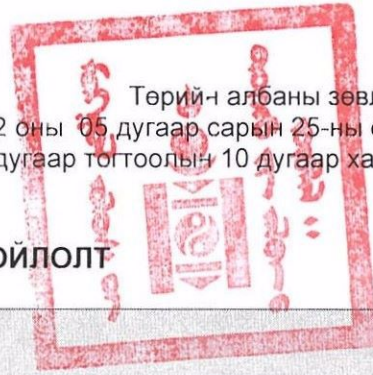 Төрийн албаны зөвл
2 оны 05 дугаар сарын 25-ны ө
дугаар тогтоолын 10 дугаар ха
ОЙЛОЛТ